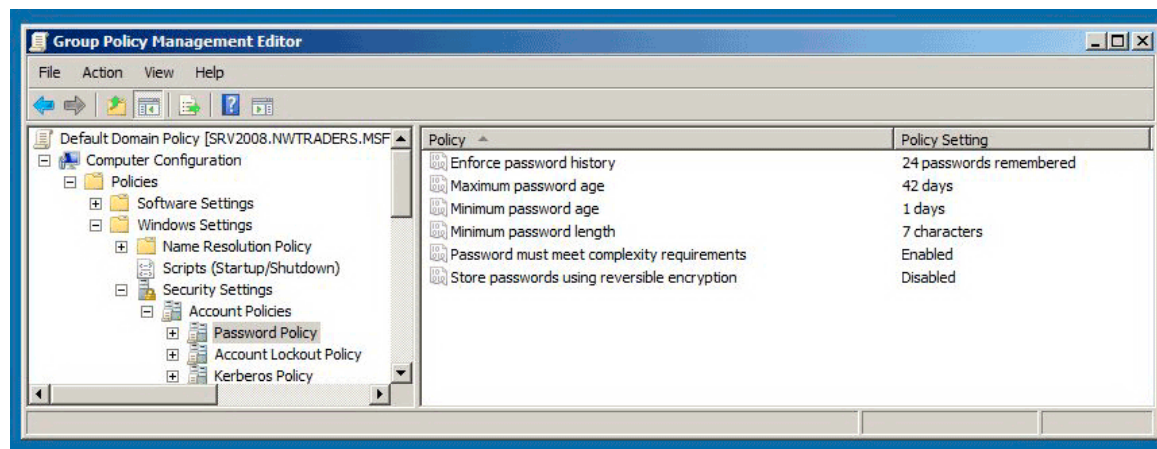 Group Policy Management Editor
File Action View Help
Default Domain Policy [SRV2008.NWTRADERS.MSF
Computer Configuration
Policies
Software Settings
Windows Settings
Name Resolution Policy
Scripts (Startup/Shutdown)
Security Settings
Account Policies
Password Policy
Account Lockout Policy
Kerberos Policy
Policy Policy Setting
Enforce password history 24 passwords remembered
Maximum password age 42 days
Minimum password age 1 days
Minimum password length 7 characters
Password must meet complexity requirements Enabled
Store passwords using reversible encryption Disabled